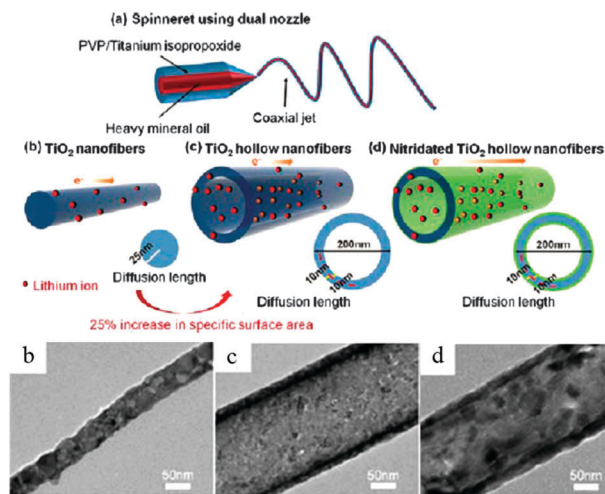 (a) Spinneret using dual nozzle
PVP/Titanium isopropoxide
Heavy mineral oil
Coaxial jet
(b) TiO₂ nanofibers
(c) TiO₂ hollow nanofibers
(d) Nitridated TiO₂ hollow nanofibers
e⁻
e⁻
e⁻
25nm
200nm
10nm
10nm
200nm
10nm
10nm
Lithium ion
Diffusion length
Diffusion length
Diffusion length
25% increase in specific surface area
b
c
d
50nm
50nm
50nm